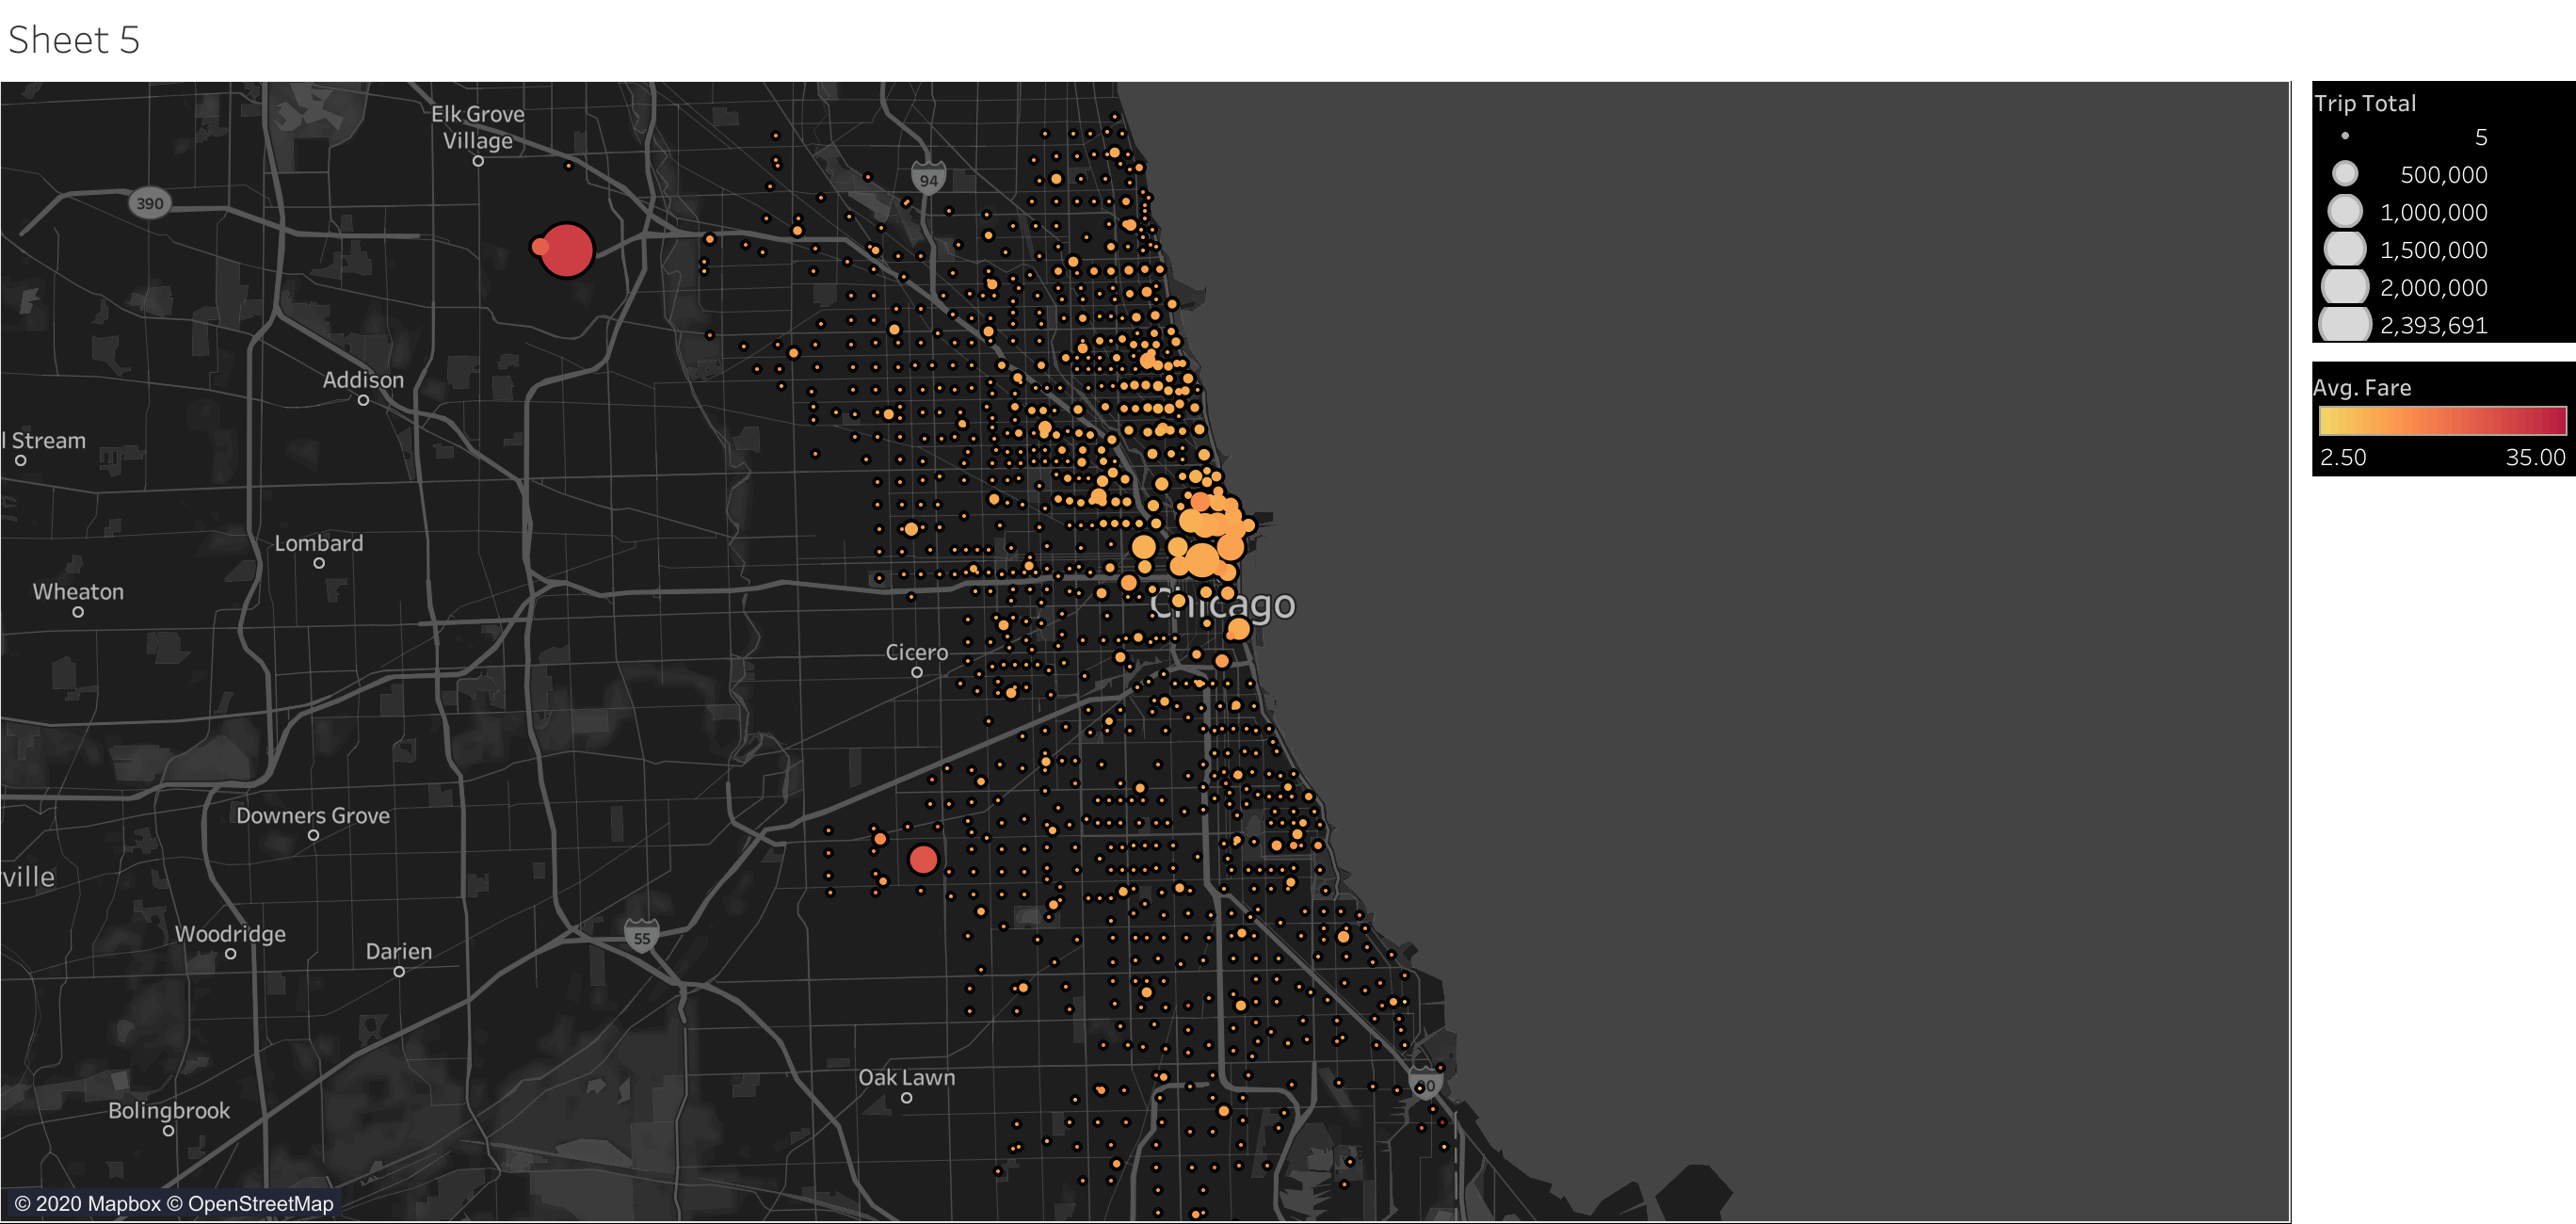 Sheet 5
Elk Grove
Village
94
390
Addison
l Stream
Lombard
Wheaton
Chicago
Cicero
Downers Grove
ville
Woodridge
55
Darien
Oak Lawn
Bolingbrook
© 2020 Mapbox © OpenStreetMap
Trip Total
5
500,000
1,000,000
1,500,000
2,000,000
2,393,691
Avg. Fare
2.50 35.00